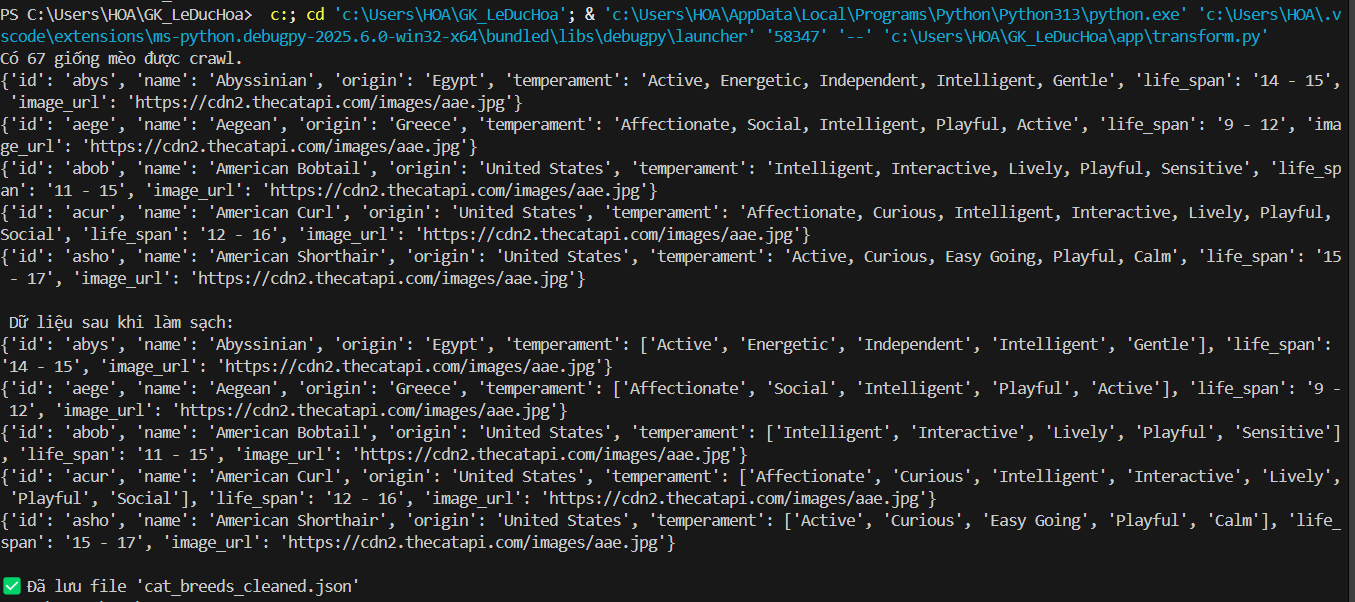 PS C:\Users\HOA\GK_LeDucHoa>  c:; cd 'c:\Users\HOA\GK_LeDucHoa'; & 'c:\Users\HOA\AppData\Local\Programs\Python\Python313\python.exe' 'c:\Users\HOA\.v
scode\extensions\ms-python.debugpy-2025.6.0-win32-x64\bundled\libs\debugpy\launcher' '58347' '--' 'c:\Users\HOA\GK_LeDucHoa\app\transform.py'
Có 67 giống mèo được crawl.
{'id': 'abys', 'name': 'Abyssinian', 'origin': 'Egypt', 'temperament': 'Active, Energetic, Independent, Intelligent, Gentle', 'life_span': '14 - 15',
 'image_url': 'https://cdn2.thecatapi.com/images/aae.jpg'}
{'id': 'aege', 'name': 'Aegean', 'origin': 'Greece', 'temperament': 'Affectionate, Social, Intelligent, Playful, Active', 'life_span': '9 - 12', 'ima
ge_url': 'https://cdn2.thecatapi.com/images/aae.jpg'}
{'id': 'abob', 'name': 'American Bobtail', 'origin': 'United States', 'temperament': 'Intelligent, Interactive, Lively, Playful, Sensitive', 'life_sp
an': '11 - 15', 'image_url': 'https://cdn2.thecatapi.com/images/aae.jpg'}
{'id': 'acur', 'name': 'American Curl', 'origin': 'United States', 'temperament': 'Affectionate, Curious, Intelligent, Interactive, Lively, Playful,
Social', 'life_span': '12 - 16', 'image_url': 'https://cdn2.thecatapi.com/images/aae.jpg'}
{'id': 'asho', 'name': 'American Shorthair', 'origin': 'United States', 'temperament': 'Active, Curious, Easy Going, Playful, Calm', 'life_span': '15
 - 17', 'image_url': 'https://cdn2.thecatapi.com/images/aae.jpg'}

 Dữ liệu sau khi làm sạch:
{'id': 'abys', 'name': 'Abyssinian', 'origin': 'Egypt', 'temperament': ['Active', 'Energetic', 'Independent', 'Intelligent', 'Gentle'], 'life_span':
'14 - 15', 'image_url': 'https://cdn2.thecatapi.com/images/aae.jpg'}
{'id': 'aege', 'name': 'Aegean', 'origin': 'Greece', 'temperament': ['Affectionate', 'Social', 'Intelligent', 'Playful', 'Active'], 'life_span': '9 -
 12', 'image_url': 'https://cdn2.thecatapi.com/images/aae.jpg'}
{'id': 'abob', 'name': 'American Bobtail', 'origin': 'United States', 'temperament': ['Intelligent', 'Interactive', 'Lively', 'Playful', 'Sensitive']
, 'life_span': '11 - 15', 'image_url': 'https://cdn2.thecatapi.com/images/aae.jpg'}
{'id': 'acur', 'name': 'American Curl', 'origin': 'United States', 'temperament': ['Affectionate', 'Curious', 'Intelligent', 'Interactive', 'Lively',
 'Playful', 'Social'], 'life_span': '12 - 16', 'image_url': 'https://cdn2.thecatapi.com/images/aae.jpg'}
{'id': 'asho', 'name': 'American Shorthair', 'origin': 'United States', 'temperament': ['Active', 'Curious', 'Easy Going', 'Playful', 'Calm'], 'life_
span': '15 - 17', 'image_url': 'https://cdn2.thecatapi.com/images/aae.jpg'}

✅ Đã lưu file 'cat_breeds_cleaned.json'